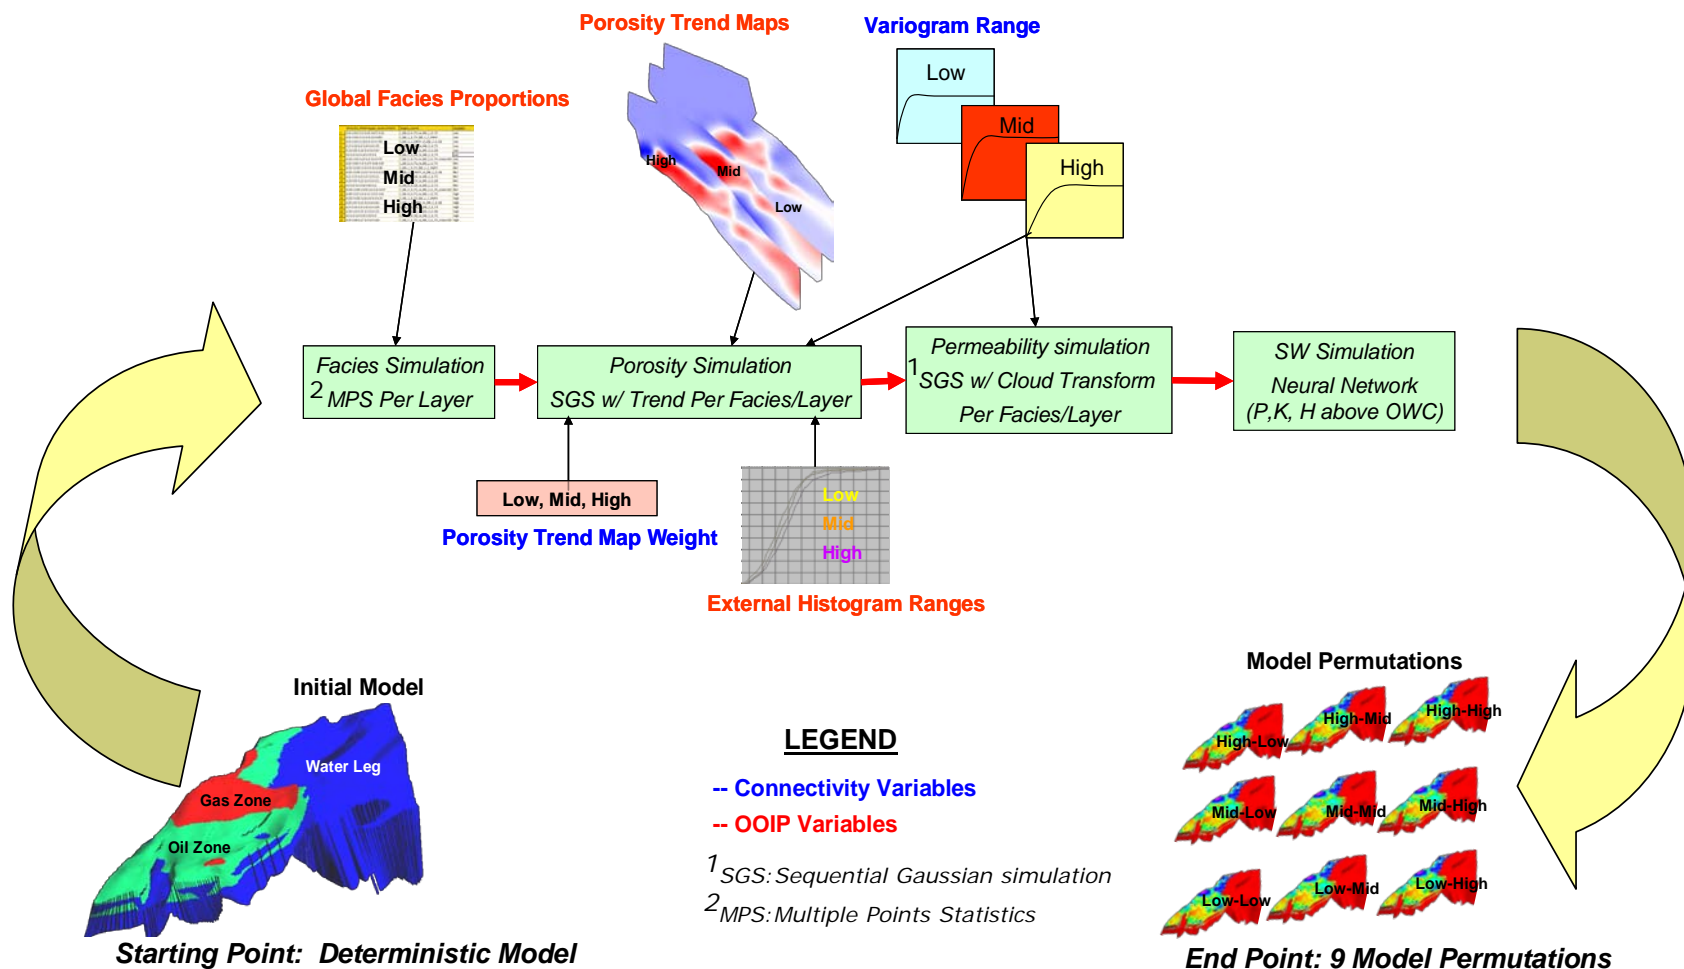 Porosity Trend Maps
Variogram Range
Low
Mid
High
Global Facies Proportions
Low
Mid
High
High
Mid
Low
Facies Simulation
2 MPS Per Layer
Porosity Simulation
SGS w/ Trend Per Facies/Layer
Permeability simulation
1 SGS w/ Cloud Transform
Per Facies/Layer
SW Simulation
Neural Network
(P,K, H above OWC)
Low, Mid, High
Porosity Trend Map Weight
Low
Mid
High
External Histogram Ranges
Initial Model
Water Leg
Gas Zone
Oil Zone
Starting Point: Deterministic Model
LEGEND
-- Connectivity Variables
-- OOIP Variables
1 SGS: Sequential Gaussian simulation
2 MPS: Multiple Points Statistics
Model Permutations
High-Low
High-Mid
High-High
Mid-Low
Mid-Mid
Mid-High
Low-Low
Low-Mid
Low-High
End Point: 9 Model Permutations